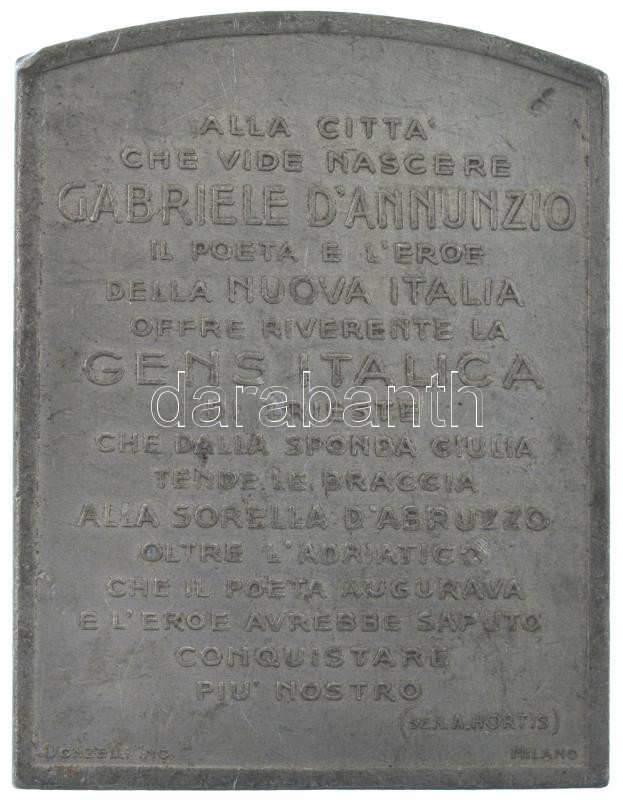 ALLA CITTA'
CHE VIDE NASCERE
GABRIELE D'ANNUNZIO
IL POETA E L'EROE
DELLA NUOVA ITALIA
OFFRE RIVERENTE LA
GENS ITALICA
DI TRIESTE
CHE DALLA SPONDA GIULIA
TENDE LE BRACCIA
ALLA SORELLA D'ABRUZZO
OLTRE L'ADRIATICO
CHE IL POETA AUGURAVA
E L'EROE AVREBBE SAPUTO
CONQUISTARE
PIU' NOSTRO
(SEN.A.HORTIS)
DONZELLI INC. MILANO
darabanth